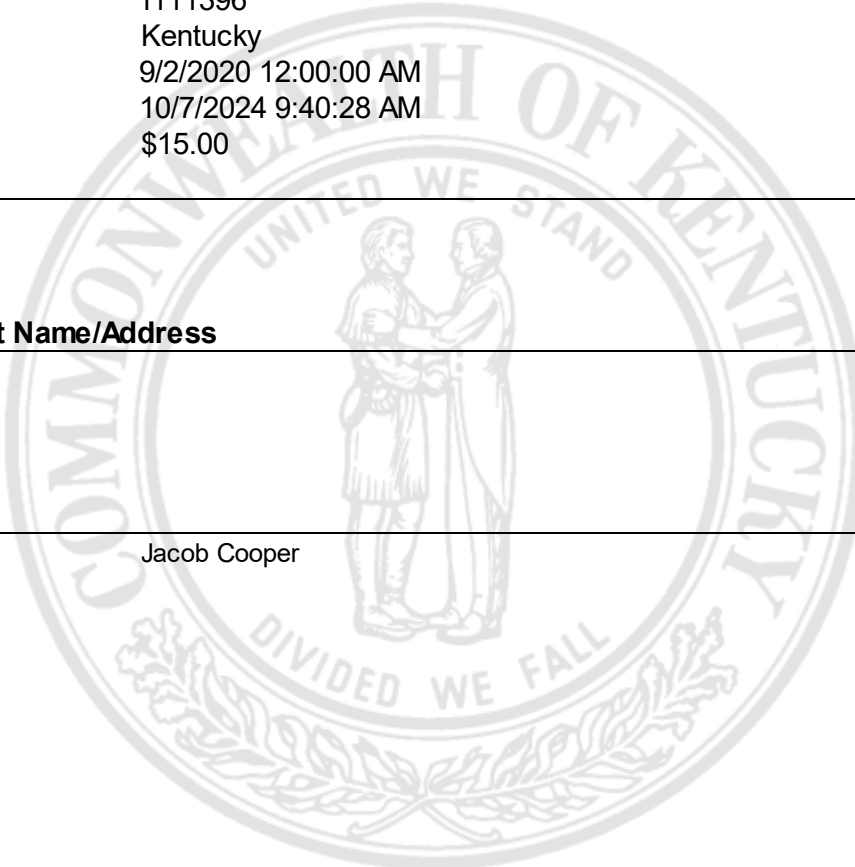 1111396
Kentucky
9/2/2020 12:00:00 AM
10/7/2024 9:40:28 AM
$15.00
COMMONWEALTH OF KENTUCKY
UNITED WE STAND
t Name/Address
Jacob Cooper
DIVIDED WE FALL